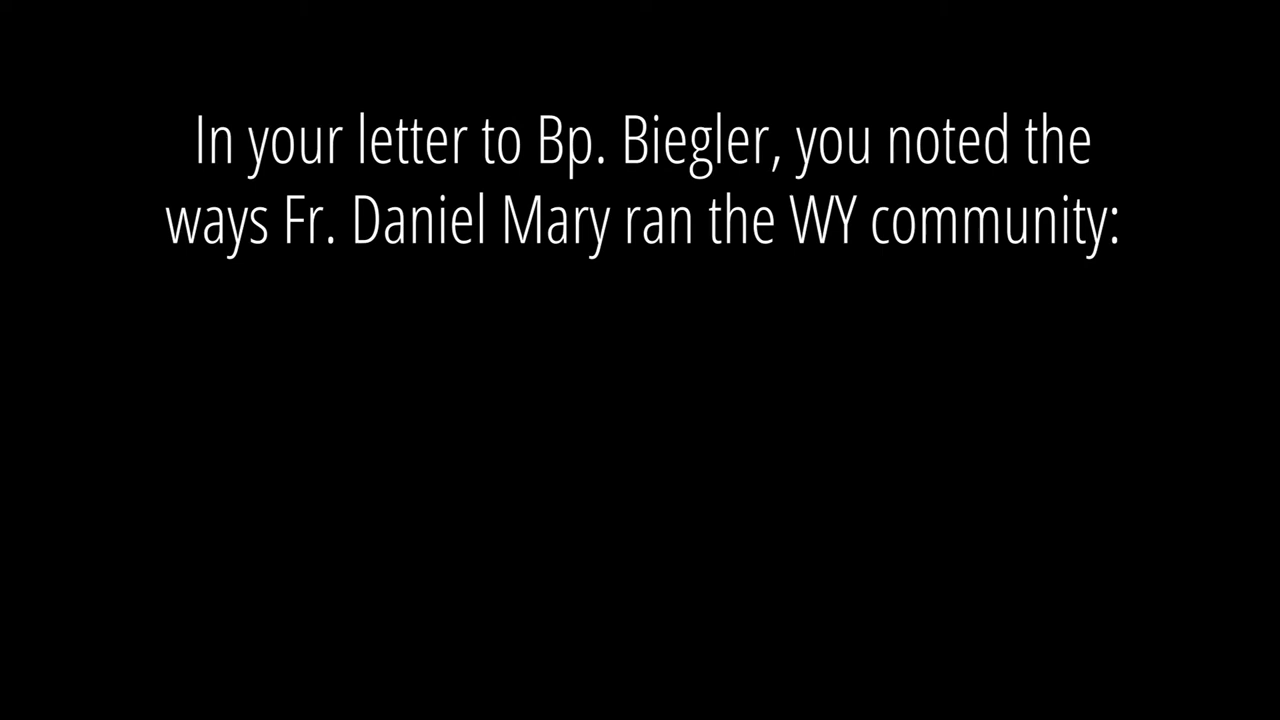 In your letter to Bp. Biegler, you noted the
ways Fr. Daniel Mary ran the WY community: